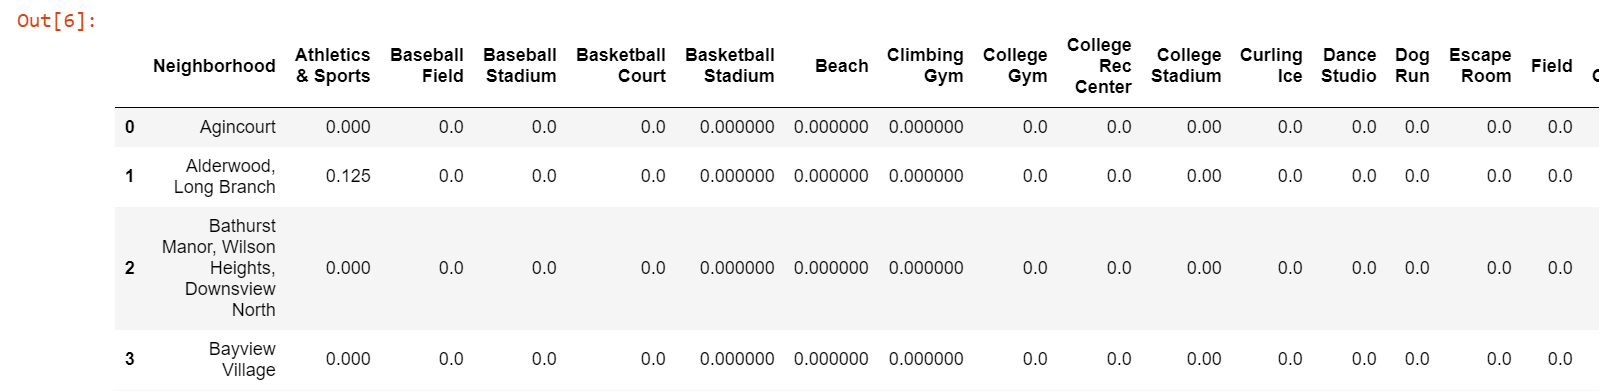 Out[6]:
Neighborhood Athletics & Sports Baseball Field Baseball Stadium Basketball Court Basketball Stadium Beach Climbing Gym College Gym College Rec Center College Stadium Curling Ice Dance Studio Dog Run Escape Room Field
0 Agincourt 0.000 0.0 0.0 0.0 0.000000 0.000000 0.000000 0.0 0.0 0.00 0.0 0.0 0.0 0.0 0.0
1 Alderwood, Long Branch 0.125 0.0 0.0 0.0 0.000000 0.000000 0.000000 0.0 0.0 0.00 0.0 0.0 0.0 0.0 0.0
2 Bathurst Manor, Wilson Heights, Downsview North 0.000 0.0 0.0 0.0 0.000000 0.000000 0.000000 0.0 0.0 0.00 0.0 0.0 0.0 0.0 0.0
3 Bayview Village 0.000 0.0 0.0 0.0 0.000000 0.000000 0.000000 0.0 0.0 0.00 0.0 0.0 0.0 0.0 0.0